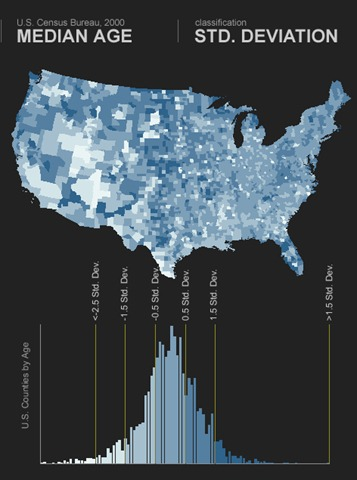 U.S. Census Bureau, 2000
MEDIAN AGE
classification
STD. DEVIATION
<-2.5 Std. Dev.
-1.5 Std. Dev.
-0.5 Std. Dev.
0.5 Std. Dev.
1.5 Std. Dev.
>1.5 Std. Dev.
U.S. Counties by Age